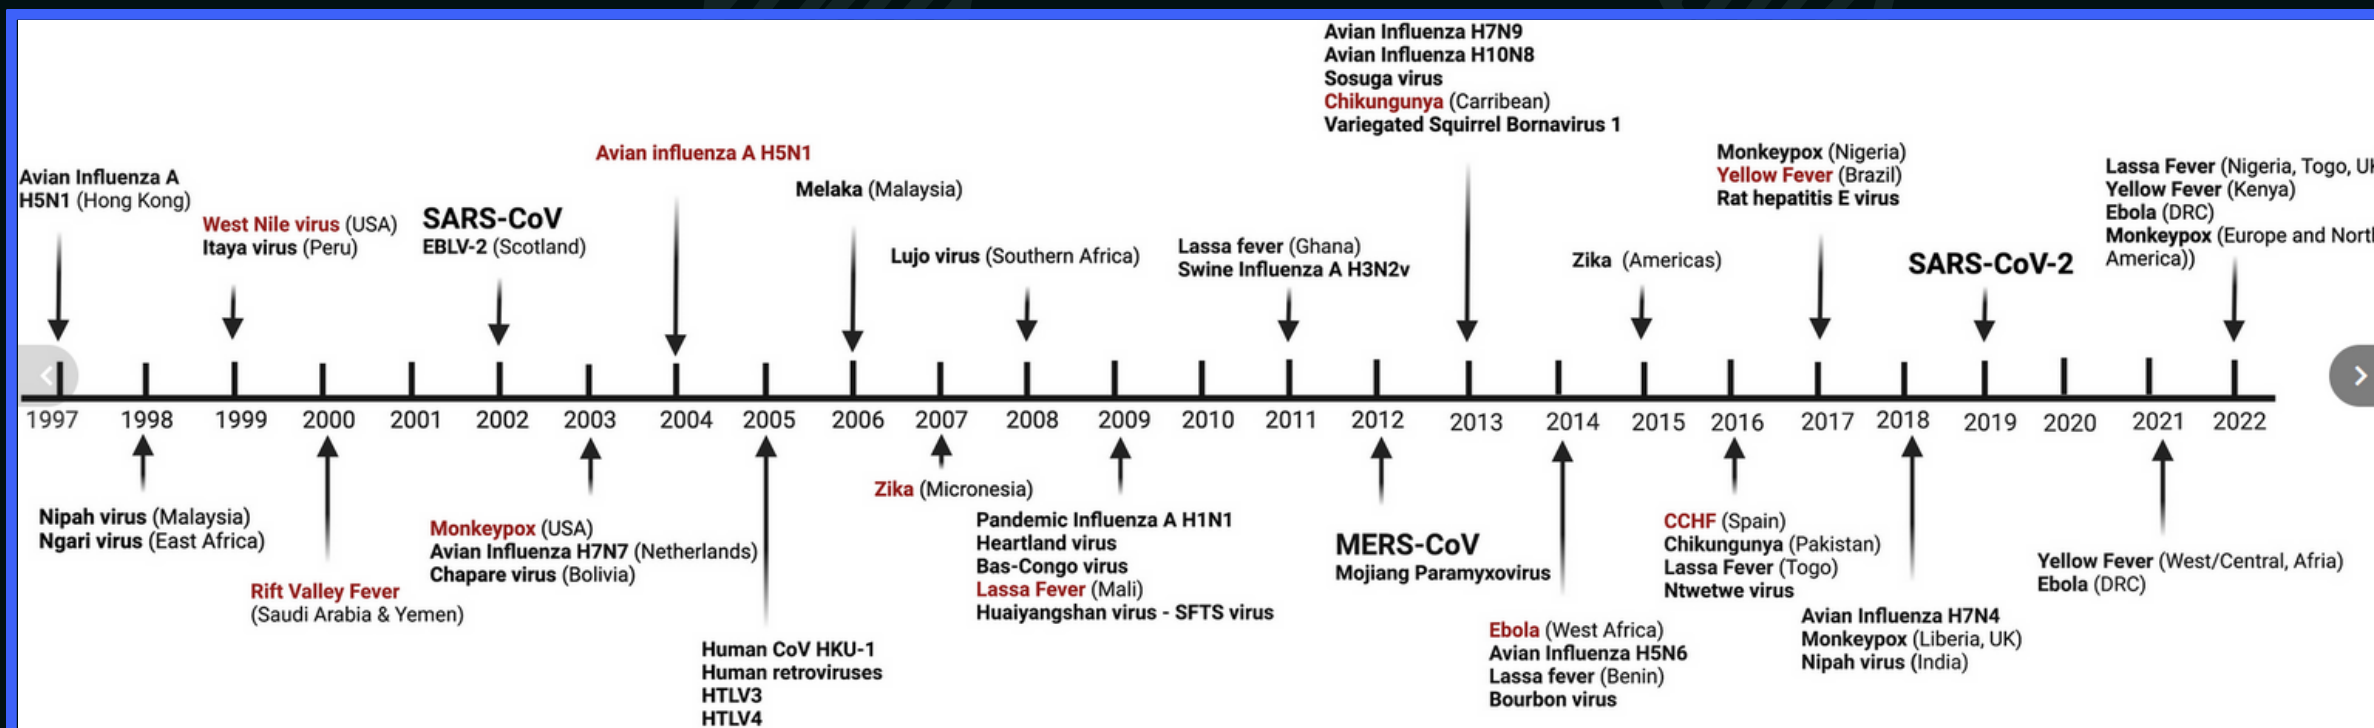 Avian Influenza H7N9
Avian Influenza H10N8
Sosuga virus
Chikungunya (Carribean)
Variegated Squirrel Bornavirus 1
Avian Influenza A
H5N1 (Hong Kong)
West Nile virus (USA)
Itaya virus (Peru)
SARS-CoV
EBLV-2 (Scotland)
Avian influenza A H5N1
Melaka (Malaysia)
Lujo virus (Southern Africa)
Lassa fever (Ghana)
Swine Influenza A H3N2v
Zika (Americas)
Monkeypox (Nigeria)
Yellow Fever (Brazil)
Rat hepatitis E virus
SARS-CoV-2
Lassa Fever (Nigeria, Togo, UK
Yellow Fever (Kenya)
Ebola (DRC)
Monkeypox (Europe and North
America))
1997 1998 1999 2000 2001 2002 2003 2004 2005 2006 2007 2008 2009 2010 2011 2012 2013 2014 2015 2016 2017 2018 2019 2020 2021 2022
Nipah virus (Malaysia)
Ngari virus (East Africa)
Rift Valley Fever
(Saudi Arabia & Yemen)
Monkeypox (USA)
Avian Influenza H7N7 (Netherlands)
Chapare virus (Bolivia)
Human CoV HKU-1
Human retroviruses
HTLV3
HTLV4
Zika (Micronesia)
Pandemic Influenza A H1N1
Heartland virus
Bas-Congo virus
Lassa Fever (Mali)
Huaiyangshan virus - SFTS virus
MERS-CoV
Mojiang Paramyxovirus
Ebola (West Africa)
Avian Influenza H5N6
Lassa fever (Benin)
Bourbon virus
CCHF (Spain)
Chikungunya (Pakistan)
Lassa Fever (Togo)
Ntwetwe virus
Avian Influenza H7N4
Monkeypox (Liberia, UK)
Nipah virus (India)
Yellow Fever (West/Central, Afria)
Ebola (DRC)